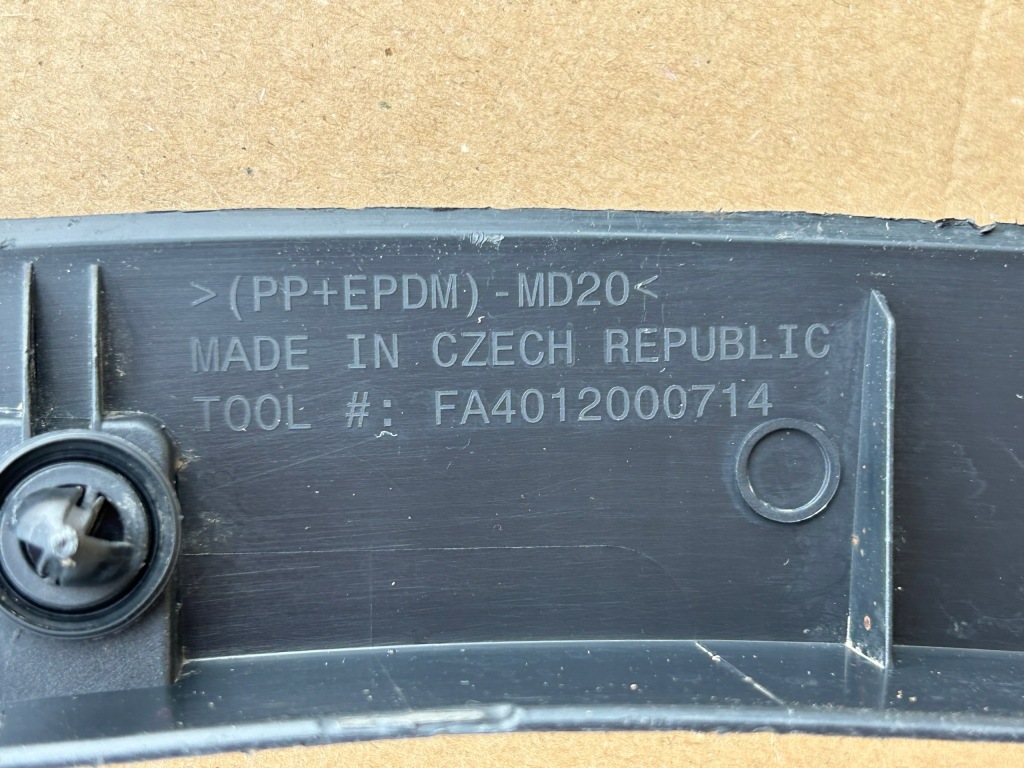 >(PP+EPDM)-MD20<
MADE IN CZECH REPUBLIC
TOOL #: FA4012000714